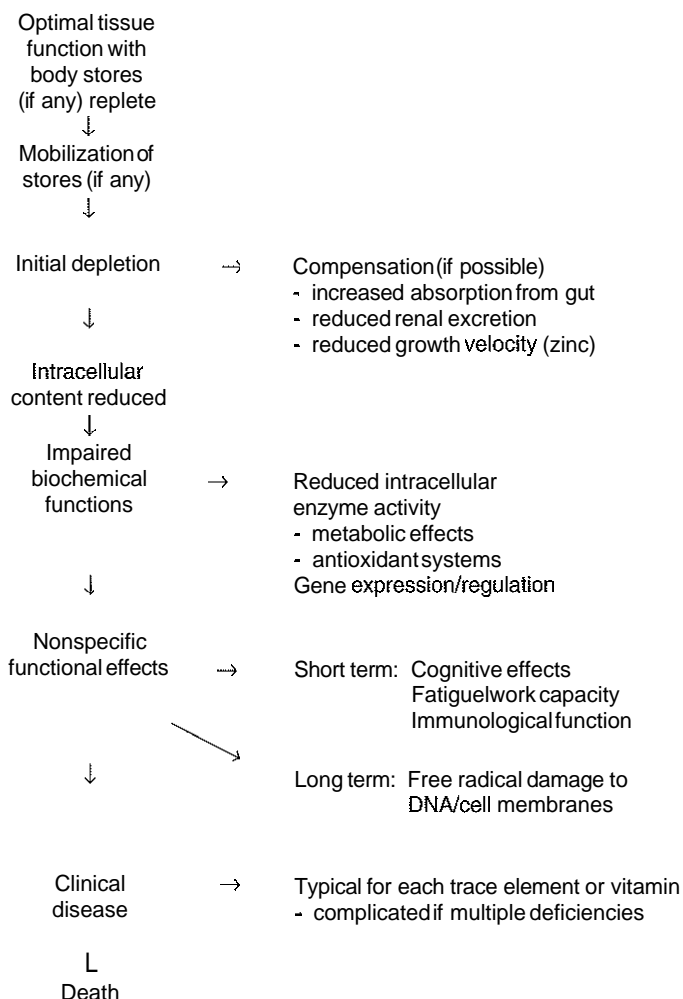 Optimal tissue
function with
body stores
(if any) replete
↓
Mobilization of
stores (if any)
↓
Initial depletion → Compensation (if possible)
- increased absorption from gut
↓ - reduced renal excretion
- reduced growth velocity (zinc)
Intracellular
content reduced
↓
Impaired
biochemical → Reduced intracellular
functions enzyme activity
- metabolic effects
- antioxidant systems
↓ Gene expression/regulation
Nonspecific
functional effects → Short term: Cognitive effects
Fatiguelwork capacity
Immunological function
↓ Long term: Free radical damage to
DNA/cell membranes
Clinical → Typical for each trace element or vitamin
disease - complicated if multiple deficiencies
L
Death